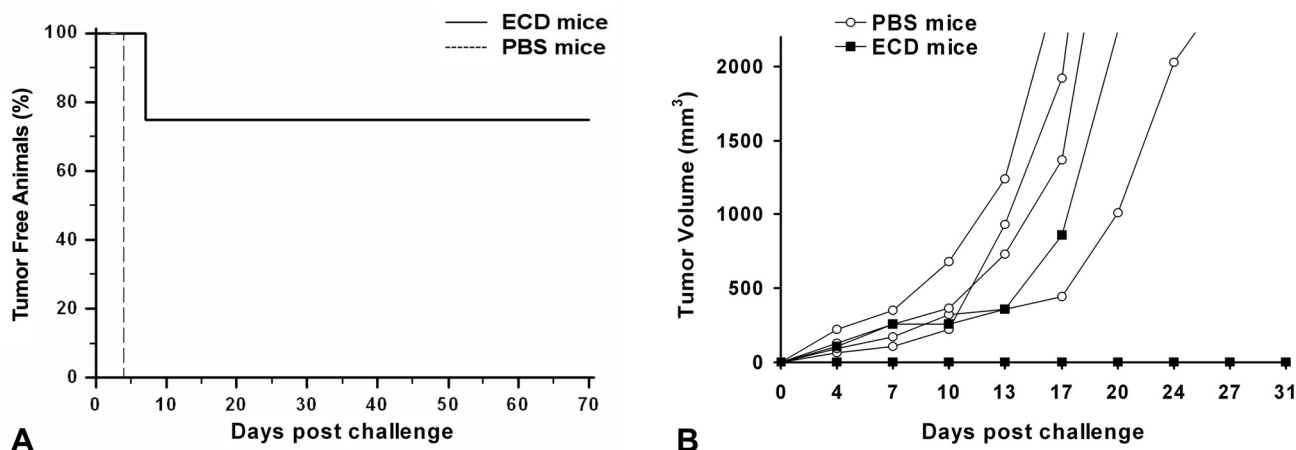 ECD mice
PBS mice
Tumor Free Animals (%)
100
80
60
40
20
0
0 10 20 30 40 50 60 70
Days post challenge
A
PBS mice
ECD mice
Tumor Volume (mm³)
2000
1500
1000
500
0
0 4 7 10 13 17 20 24 27 31
Days post challenge
B